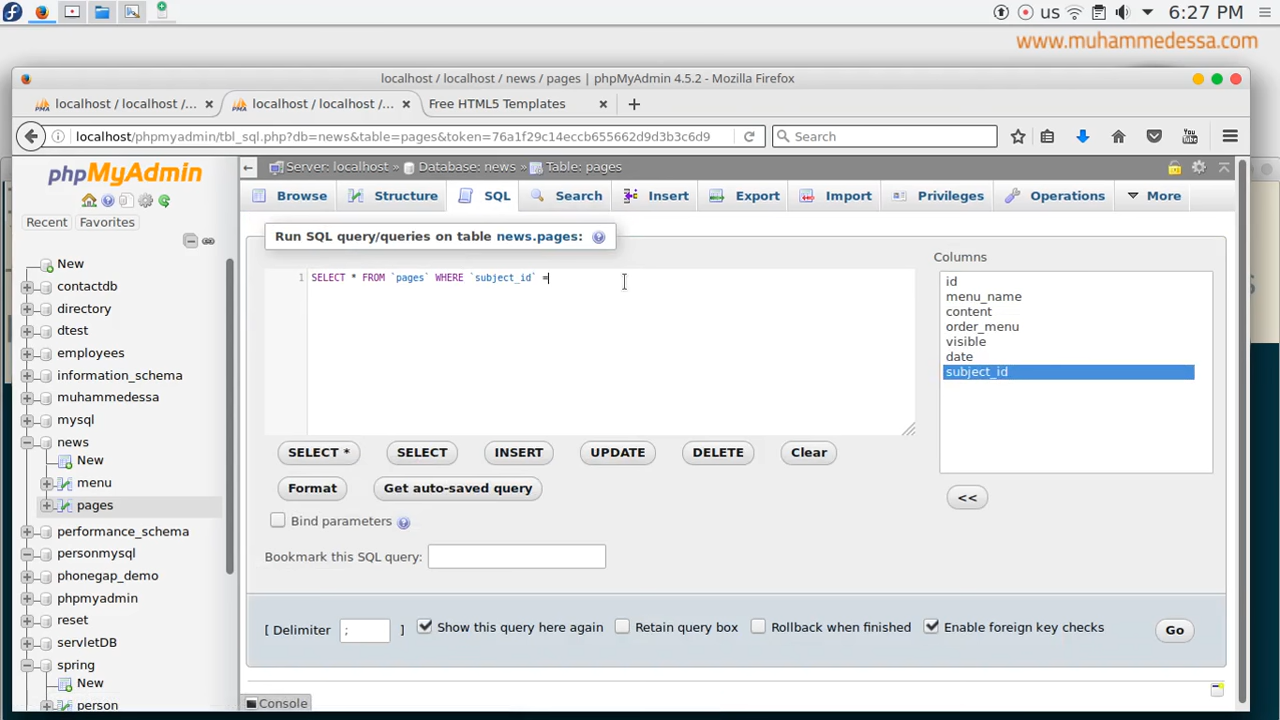 us
6:27 PM
www.muhammedessa.com
localhost / localhost / news / pages | phpMyAdmin 4.5.2 - Mozilla Firefox
localhost / localhost /...
localhost / localhost /...
Free HTML5 Templates
localhost/phpmyadmin/tbl_sql.php?db=news&table=pages&token=76a1f29c14eccb655662d9d3b3c6d9
Search
You Tube
phpMyAdmin
Recent
Favorites
New
contactdb
directory
dtest
employees
information_schema
muhammedessa
mysql
news
New
menu
pages
performance_schema
personmysql
phonegap_demo
phpmyadmin
reset
servletDB
spring
New
person
Server: localhost » Database: news » Table: pages
Browse
Structure
SQL
Search
Insert
Export
Import
Privileges
Operations
More
Run SQL query/queries on table news.pages:
1 SELECT * FROM `pages` WHERE `subject_id` =
Columns
id
menu_name
content
order_menu
visible
date
subject_id
<<
SELECT *
SELECT
INSERT
UPDATE
DELETE
Clear
Format
Get auto-saved query
Bind parameters
Bookmark this SQL query:
[ Delimiter ; ]
Show this query here again
Retain query box
Rollback when finished
Enable foreign key checks
Go
Console